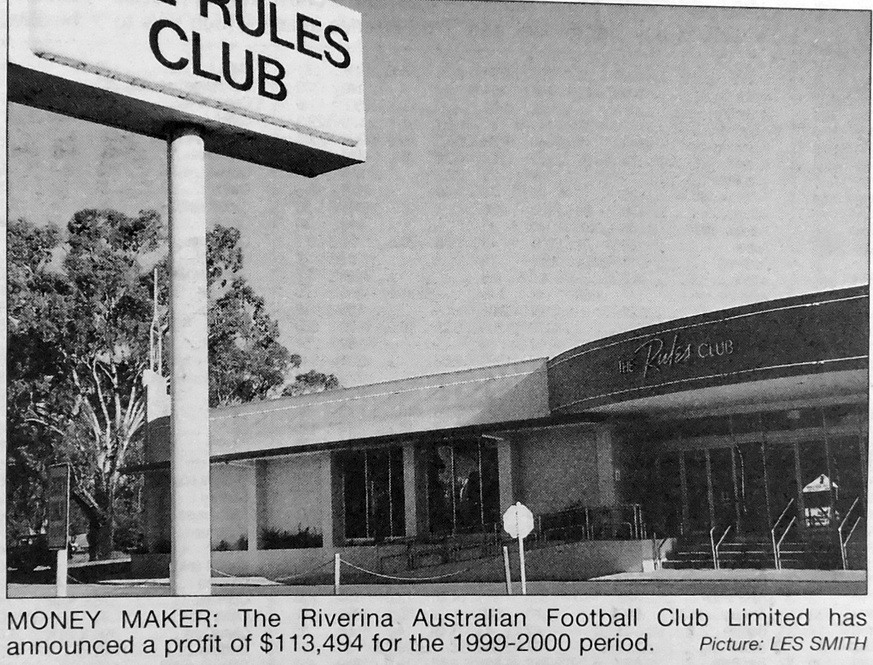 RULES
CLUB
THE Rules CLUB
MONEY MAKER: The Riverina Australian Football Club Limited has
announced a profit of $113,494 for the 1999-2000 period. Picture: LES SMITH